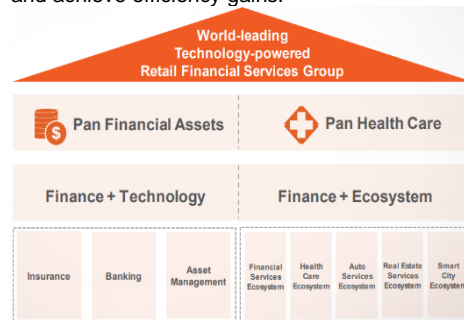 and achieve efficiency gains.
World-leading
Technology-powered
Retail Financial Services Group
$
Pan Financial Assets
Pan Health Care
Finance + Technology
Finance + Ecosystem
Insurance
Banking
Asset
Management
Financial
Services
Ecosystem
Health
Care
Ecosystem
Auto
Services
Ecosystem
Real Estate
Services
Ecosystem
Smart
City
Ecosystem